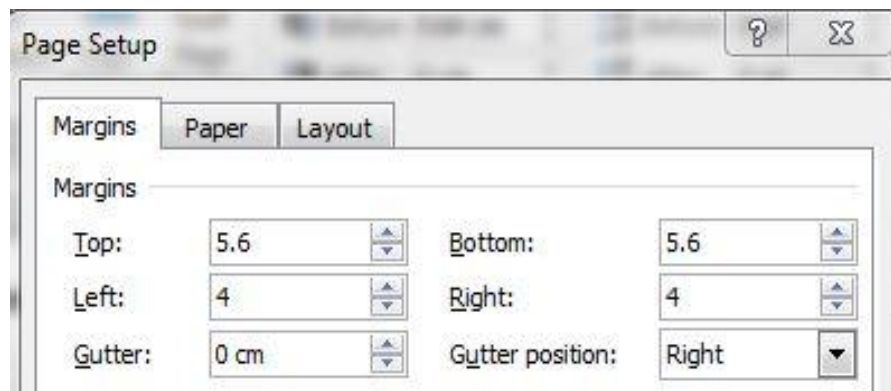 Page Setup
Margins Paper Layout
Margins
Top: 5.6 Bottom: 5.6
Left: 4 Right: 4
Gutter: 0 cm Gutter position: Right